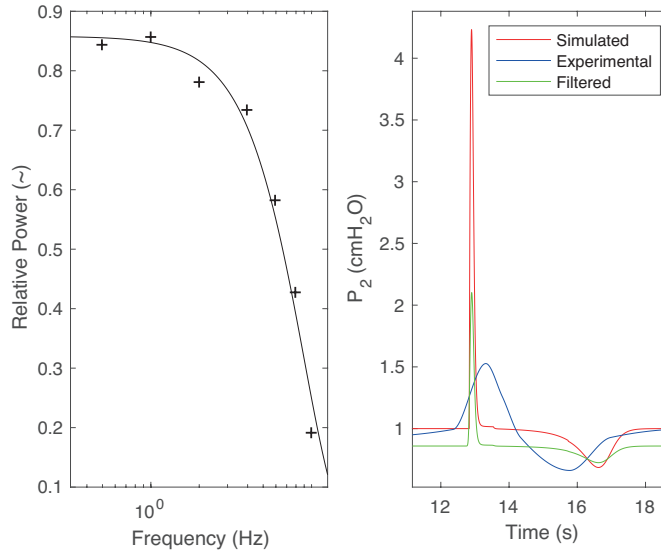 0.9
0.8
0.7
0.6
0.5
0.4
0.3
0.2
0.1
Relative Power (~)
10⁰
Frequency (Hz)
4
3.5
3
2.5
2
1.5
1
P₂ (cmH₂O)
12 14 16 18
Time (s)
Simulated
Experimental
Filtered